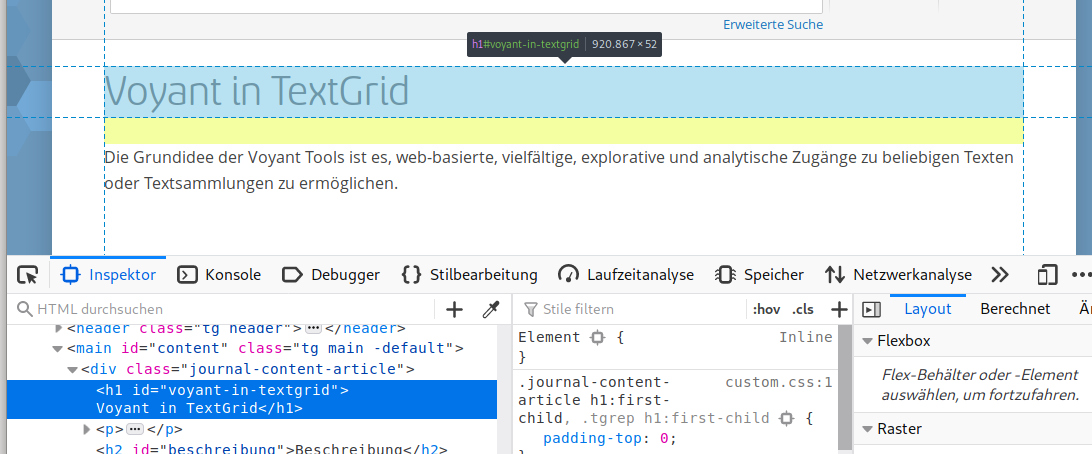 Erweiterte Suche
h1#voyant-in-textgrid 920.867 × 52
Voyant in TextGrid
Die Grundidee der Voyant Tools ist es, web-basierte, vielfältige, explorative und analytische Zugänge zu beliebigen Texten
oder Textsammlungen zu ermöglichen.
Inspektor Konsole Debugger {} Stilbearbeitung Laufzeitanalyse Speicher Netzwerkanalyse
HTML durchsuchen
Stile filtern :hov .cls
Layout Berechnet
<header class="tg header"> </header>
<main id="content" class="tg main -default">
<div class="journal-content-article">
<h1 id="voyant-in-textgrid">
Voyant in TextGrid</h1>
<p> </p>
<h2 id="beschreibung">Beschreibung</h2>
Element { Inline
}
.journal-content- custom.css:1
article h1:first-
child, .tgrep h1:first-child {
padding-top: 0;
}
Flexbox
Flex-Behälter oder -Element
auswählen, um fortzufahren.
Raster